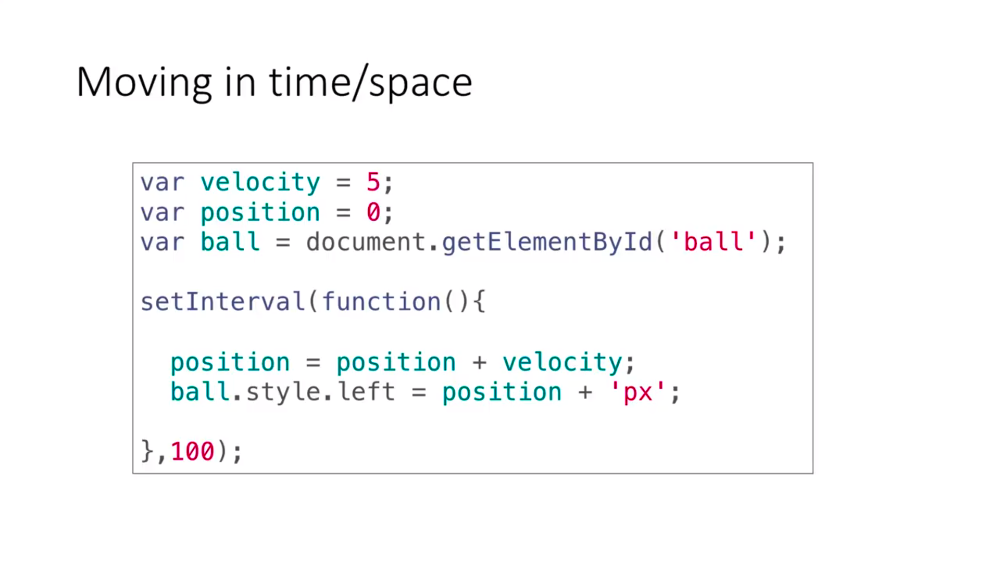 Moving in time/space
var velocity = 5;
var position = 0;
var ball = document.getElementById('ball');
setInterval(function(){
position = position + velocity;
ball.style.left = position + 'px';
},100);